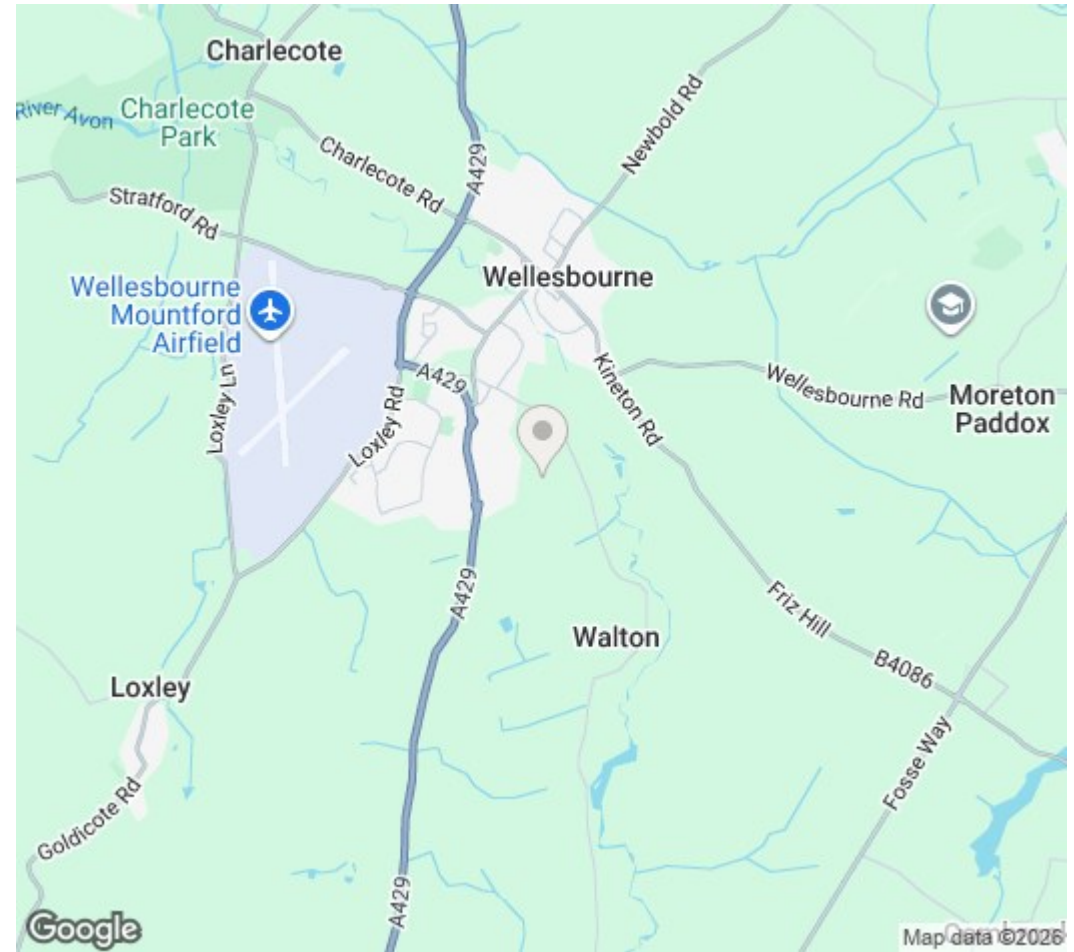 Charlecote
River Avon
Charlecote
Park
Charlecote Rd
A429
Newbold Rd
Stratford Rd
Wellesbourne
Wellesbourne
Mountford
Airfield
A429
Kineton Rd
Wellesbourne Rd
Moreton
Paddox
Loxley Ln
Loxley Rd
A429
Walton
Friz Hill
B4086
Loxley
Fosse Way
Goldicote Rd
A429
Google
Map data ©2026